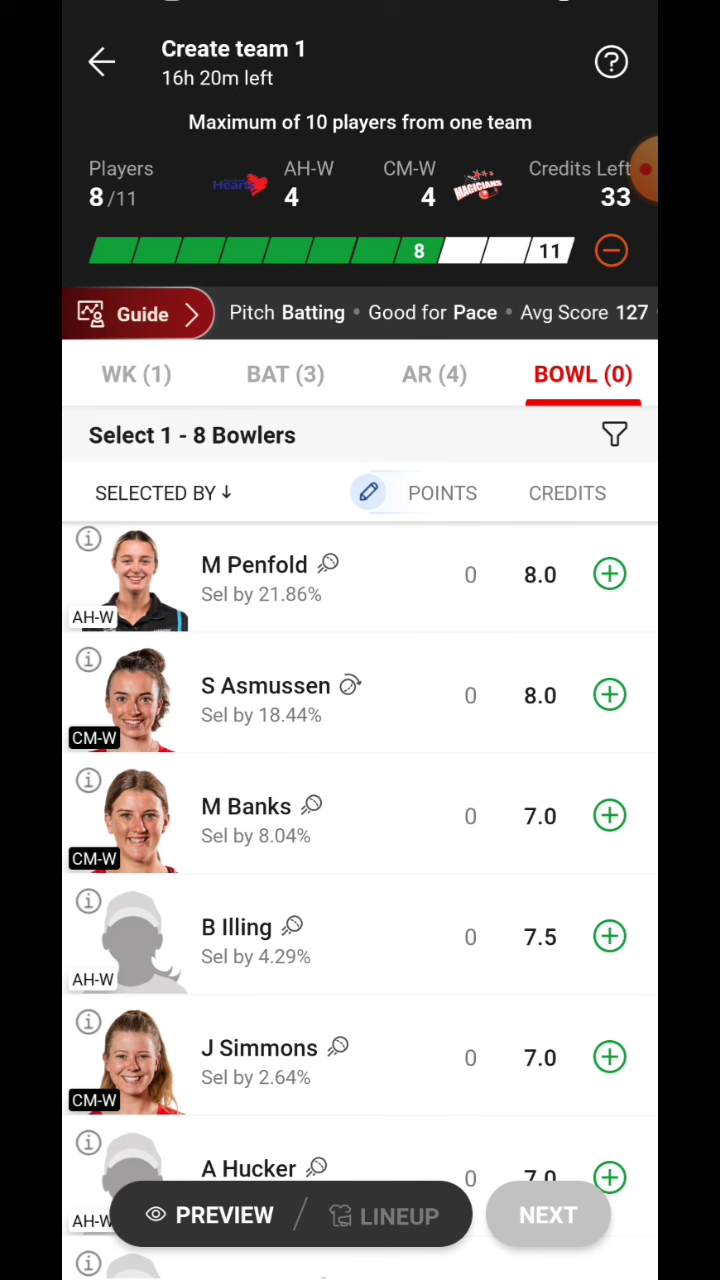 Create team 1
16h 20m left
Maximum of 10 players from one team
Players
8/11
Hearts
AH-W
4
CM-W
4
MAGICIANS
Credits Left
33
8
11
Guide
Pitch Batting • Good for Pace • Avg Score 127
WK (1)
BAT (3)
AR (4)
BOWL (0)
Select 1 - 8 Bowlers
SELECTED BY ↓
POINTS
CREDITS
M Penfold
Sel by 21.86%
AH-W
0
8.0
S Asmussen
Sel by 18.44%
CM-W
0
8.0
M Banks
Sel by 8.04%
CM-W
0
7.0
B Illing
Sel by 4.29%
AH-W
0
7.5
J Simmons
Sel by 2.64%
CM-W
0
7.0
A Hucker
AH-W
0
7.0
PREVIEW
LINEUP
NEXT